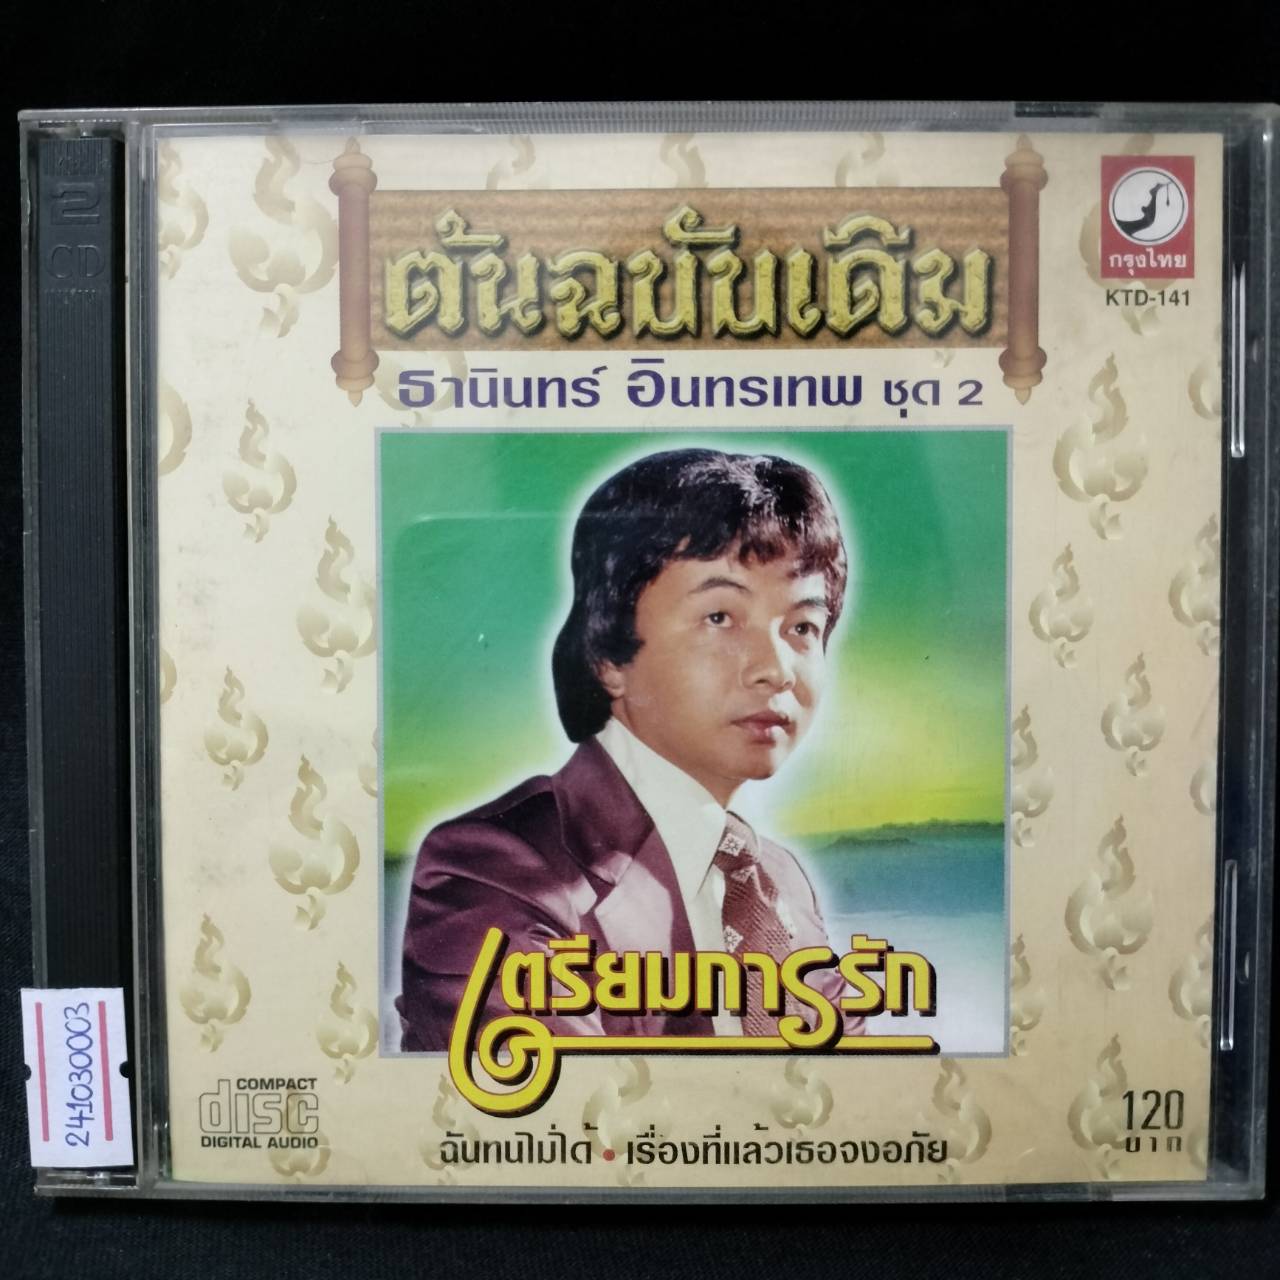 2
CD
ต้นฉบับเดิม
กรุงไทย
KTD-141
ธานินทร์ อินทรเทพ ชุด 2
เตรียมการรัก
COMPACT
disc
DIGITAL AUDIO
ฉันทนไม่ได้ • เรื่องที่แล้วเธอจงอภัย
120
บาท
241030003